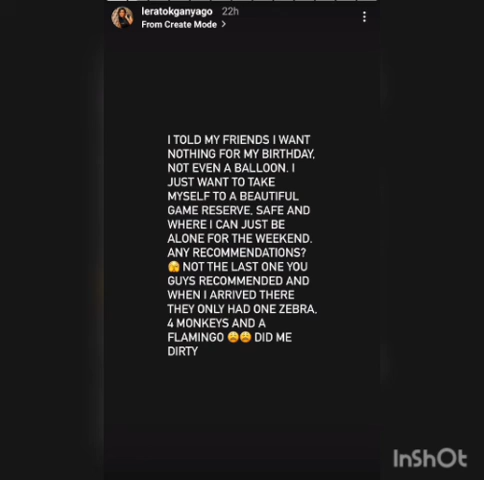 leratokganyago 22h
From Create Mode >
I TOLD MY FRIENDS I WANT
NOTHING FOR MY BIRTHDAY,
NOT EVEN A BALLOON. I
JUST WANT TO TAKE
MYSELF TO A BEAUTIFUL
GAME RESERVE, SAFE AND
WHERE I CAN JUST BE
ALONE FOR THE WEEKEND.
ANY RECOMMENDATIONS?
🫣 NOT THE LAST ONE YOU
GUYS RECOMMENDED AND
WHEN I ARRIVED THERE
THEY ONLY HAD ONE ZEBRA,
4 MONKEYS AND A
FLAMINGO 😩😩 DID ME
DIRTY
InShOt